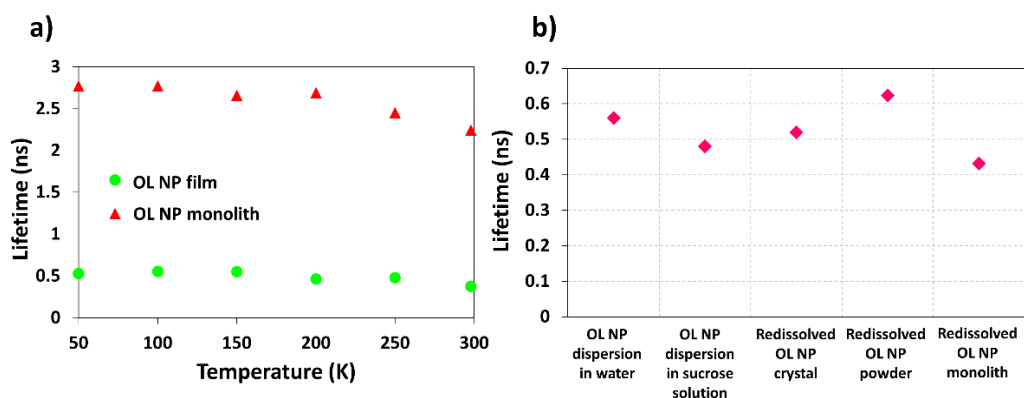 a)
Lifetime (ns)
3
2.5
2
1.5
1
0.5
0
OL NP film
OL NP monolith
50 100 150 200 250 300
Temperature (K)
b)
Lifetime (ns)
0.7
0.6
0.5
0.4
0.3
0.2
0.1
0
OL NP
dispersion
in water
OL NP
dispersion
in sucrose
solution
Redissolved
OL NP
crystal
Redissolved
OL NP
powder
Redissolved
OL NP
monolith